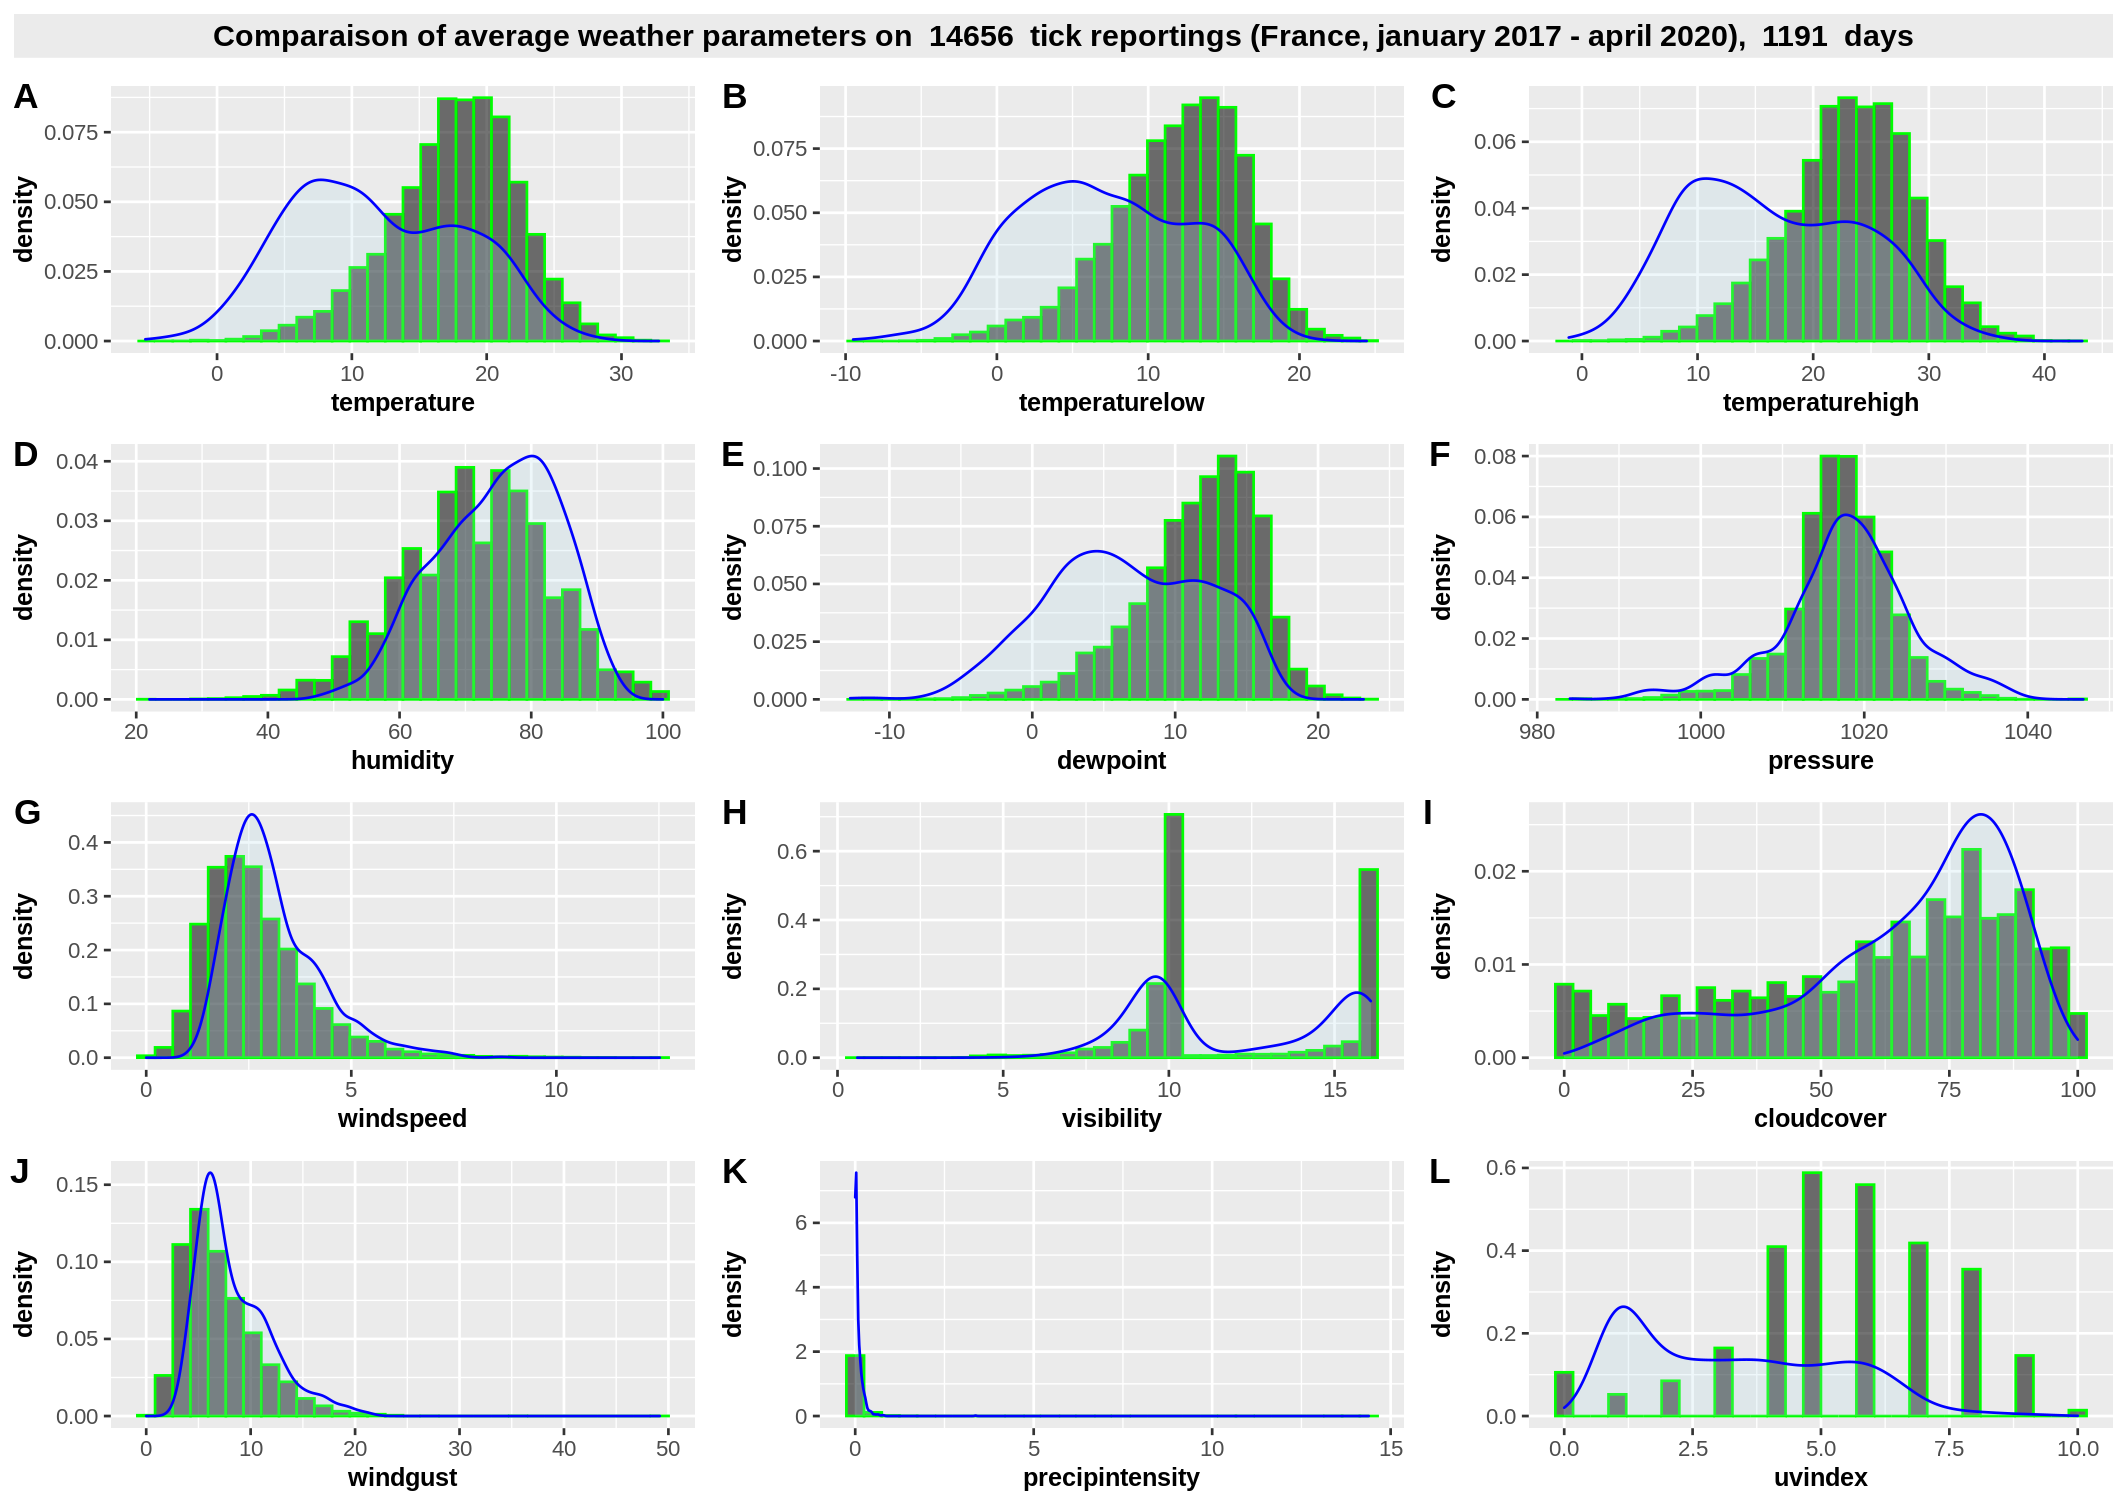 Comparaison of average weather parameters on 14656 tick reportings (France, january 2017 - april 2020), 1191 days
A
density
0.075
0.050
0.025
0.000
0 10 20 30
temperature
B
density
0.075
0.050
0.025
0.000
-10 0 10 20
temperaturelow
C
density
0.06
0.04
0.02
0.00
0 10 20 30 40
temperaturehigh
D
density
0.04
0.03
0.02
0.01
0.00
20 40 60 80 100
humidity
E
density
0.100
0.075
0.050
0.025
0.000
-10 0 10 20
dewpoint
F
density
0.08
0.06
0.04
0.02
0.00
980 1000 1020 1040
pressure
G
density
0.4
0.3
0.2
0.1
0.0
0 5 10
windspeed
H
density
0.6
0.4
0.2
0.0
0 5 10 15
visibility
I
density
0.02
0.01
0.00
0 25 50 75 100
cloudcover
J
density
0.15
0.10
0.05
0.00
0 10 20 30 40 50
windgust
K
density
6
4
2
0
0 5 10 15
precipintensity
L
density
0.6
0.4
0.2
0.0
0.0 2.5 5.0 7.5 10.0
uvindex